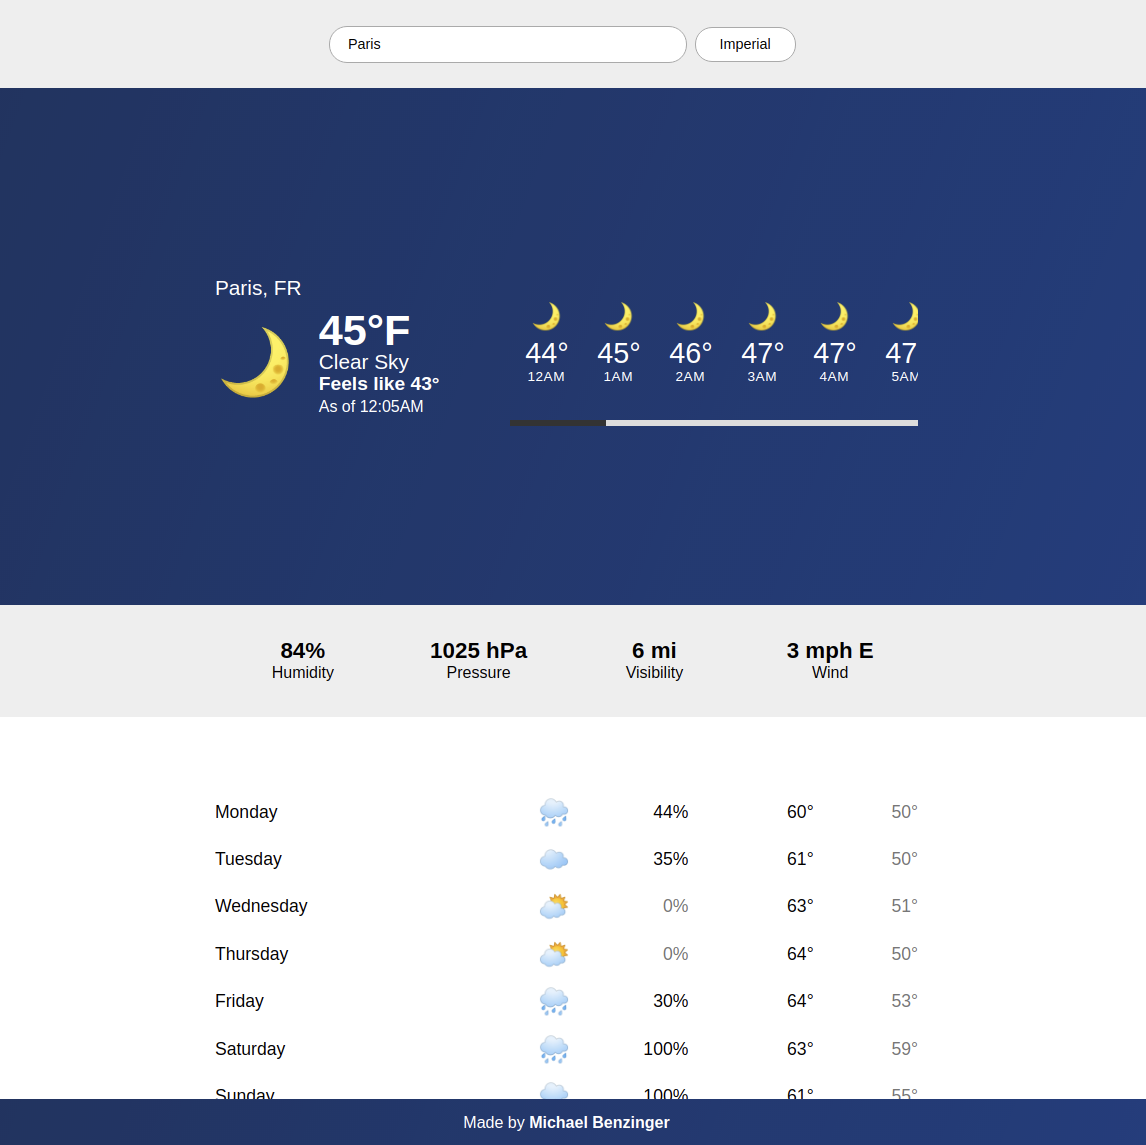 Paris
Imperial
Paris, FR
45°F
Clear Sky
Feels like 43°
As of 12:05AM
44° 45° 46° 47° 47° 47
12AM 1AM 2AM 3AM 4AM 5AM
84% 1025 hPa 6 mi 3 mph E
Humidity Pressure Visibility Wind
Monday 44% 60° 50°
Tuesday 35% 61° 50°
Wednesday 0% 63° 51°
Thursday 0% 64° 50°
Friday 30% 64° 53°
Saturday 100% 63° 59°
Sunday 100% 61° 55°
Made by Michael Benzinger